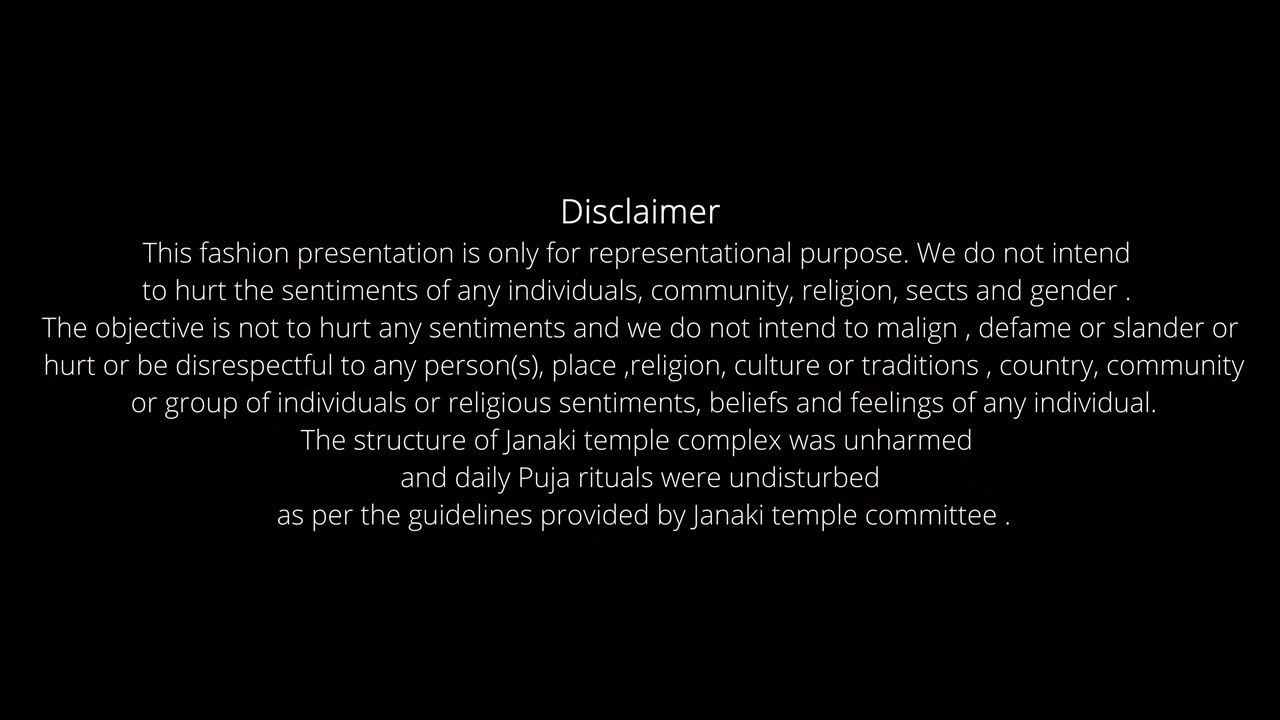 Disclaimer
This fashion presentation is only for representational purpose. We do not intend
to hurt the sentiments of any individuals, community, religion, sects and gender .
The objective is not to hurt any sentiments and we do not intend to malign , defame or slander or
hurt or be disrespectful to any person(s), place ,religion, culture or traditions , country, community
or group of individuals or religious sentiments, beliefs and feelings of any individual.
The structure of Janaki temple complex was unharmed
and daily Puja rituals were undisturbed
as per the guidelines provided by Janaki temple committee .